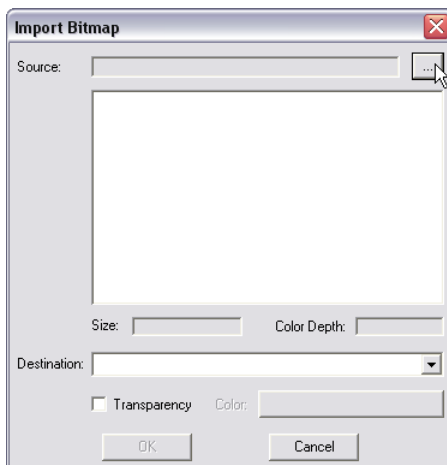 Import Bitmap
Source: ...
Size: Color Depth:
Destination:
Transparency Color:
OK Cancel